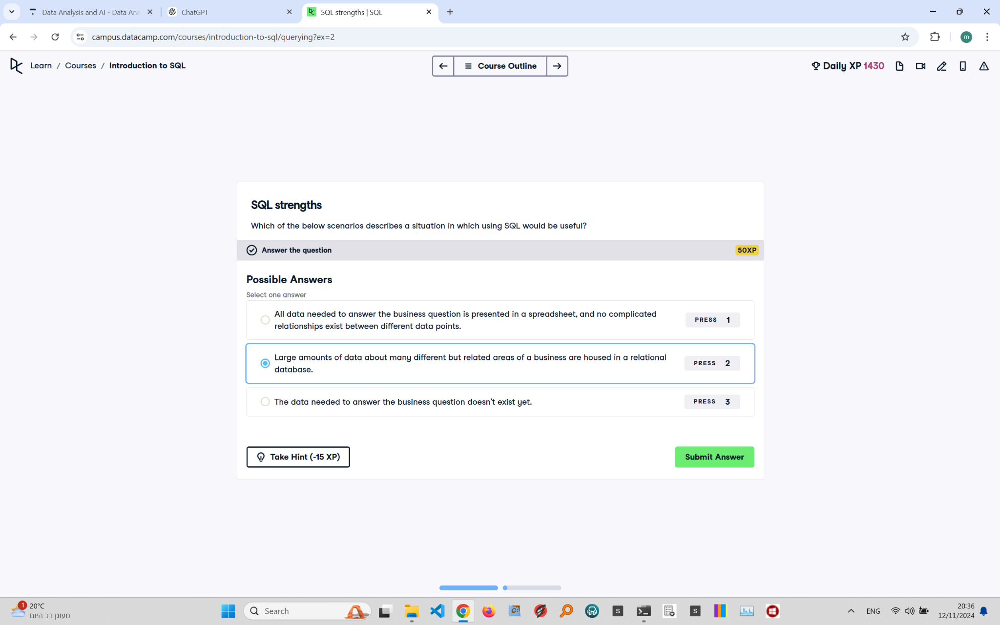 Data Analysis and AI - Data Ana
ChatGPT
SQL strengths | SQL
campus.datacamp.com/courses/introduction-to-sql/querying?ex=2
m
Learn / Courses / Introduction to SQL
Course Outline
Daily XP 1430
SQL strengths
Which of the below scenarios describes a situation in which using SQL would be useful?
Answer the question
50XP
Possible Answers
Select one answer
All data needed to answer the business question is presented in a spreadsheet, and no complicated
relationships exist between different data points.
PRESS 1
Large amounts of data about many different but related areas of a business are housed in a relational
database.
PRESS 2
The data needed to answer the business question doesn't exist yet.
PRESS 3
Take Hint (-15 XP)
Submit Answer
1
20°C
מעונן רב היום
Search
S
S
ENG
20:36
12/11/2024